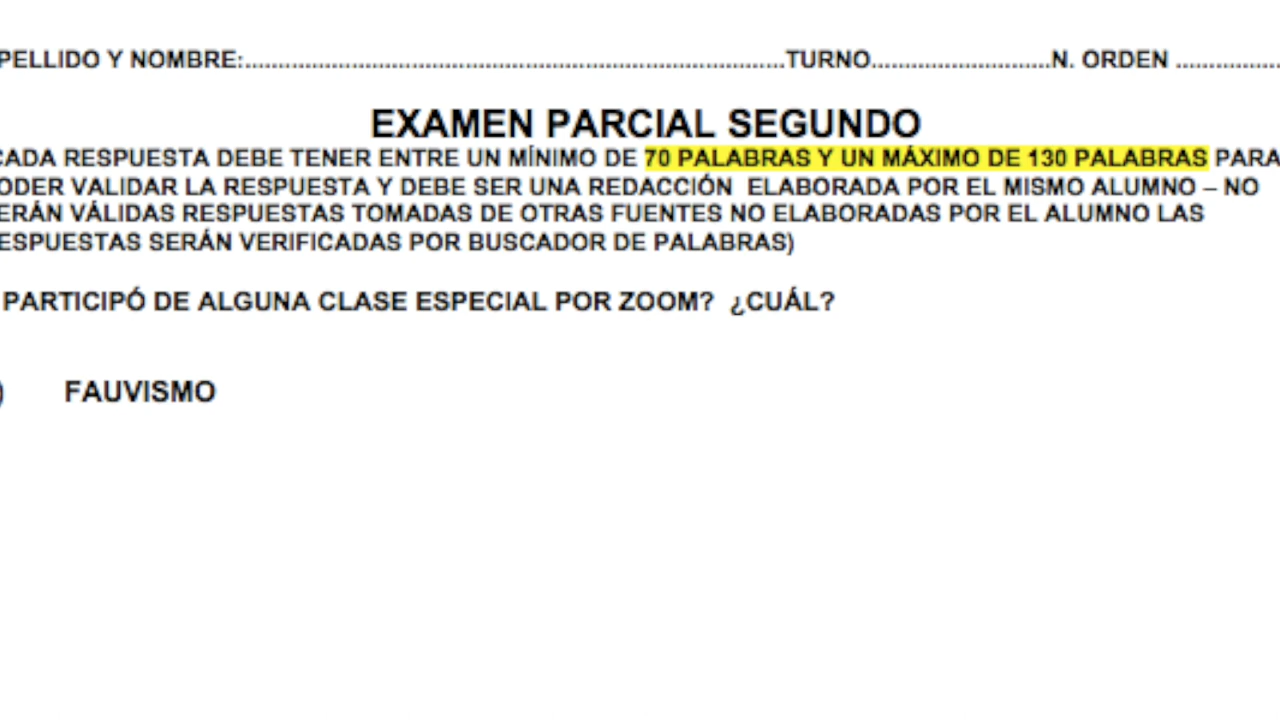 PELLIDO Y NOMBRE:.................................................................................TURNO...........................N. ORDEN ................
EXAMEN PARCIAL SEGUNDO
CADA RESPUESTA DEBE TENER ENTRE UN MÍNIMO DE 70 PALABRAS Y UN MÁXIMO DE 130 PALABRAS PARA
ODER VALIDAR LA RESPUESTA Y DEBE SER UNA REDACCIÓN ELABORADA POR EL MISMO ALUMNO – NO
ERÁN VÁLIDAS RESPUESTAS TOMADAS DE OTRAS FUENTES NO ELABORADAS POR EL ALUMNO LAS
ESPUESTAS SERÁN VERIFICADAS POR BUSCADOR DE PALABRAS)
PARTICIPÓ DE ALGUNA CLASE ESPECIAL POR ZOOM? ¿CUÁL?
) FAUVISMO